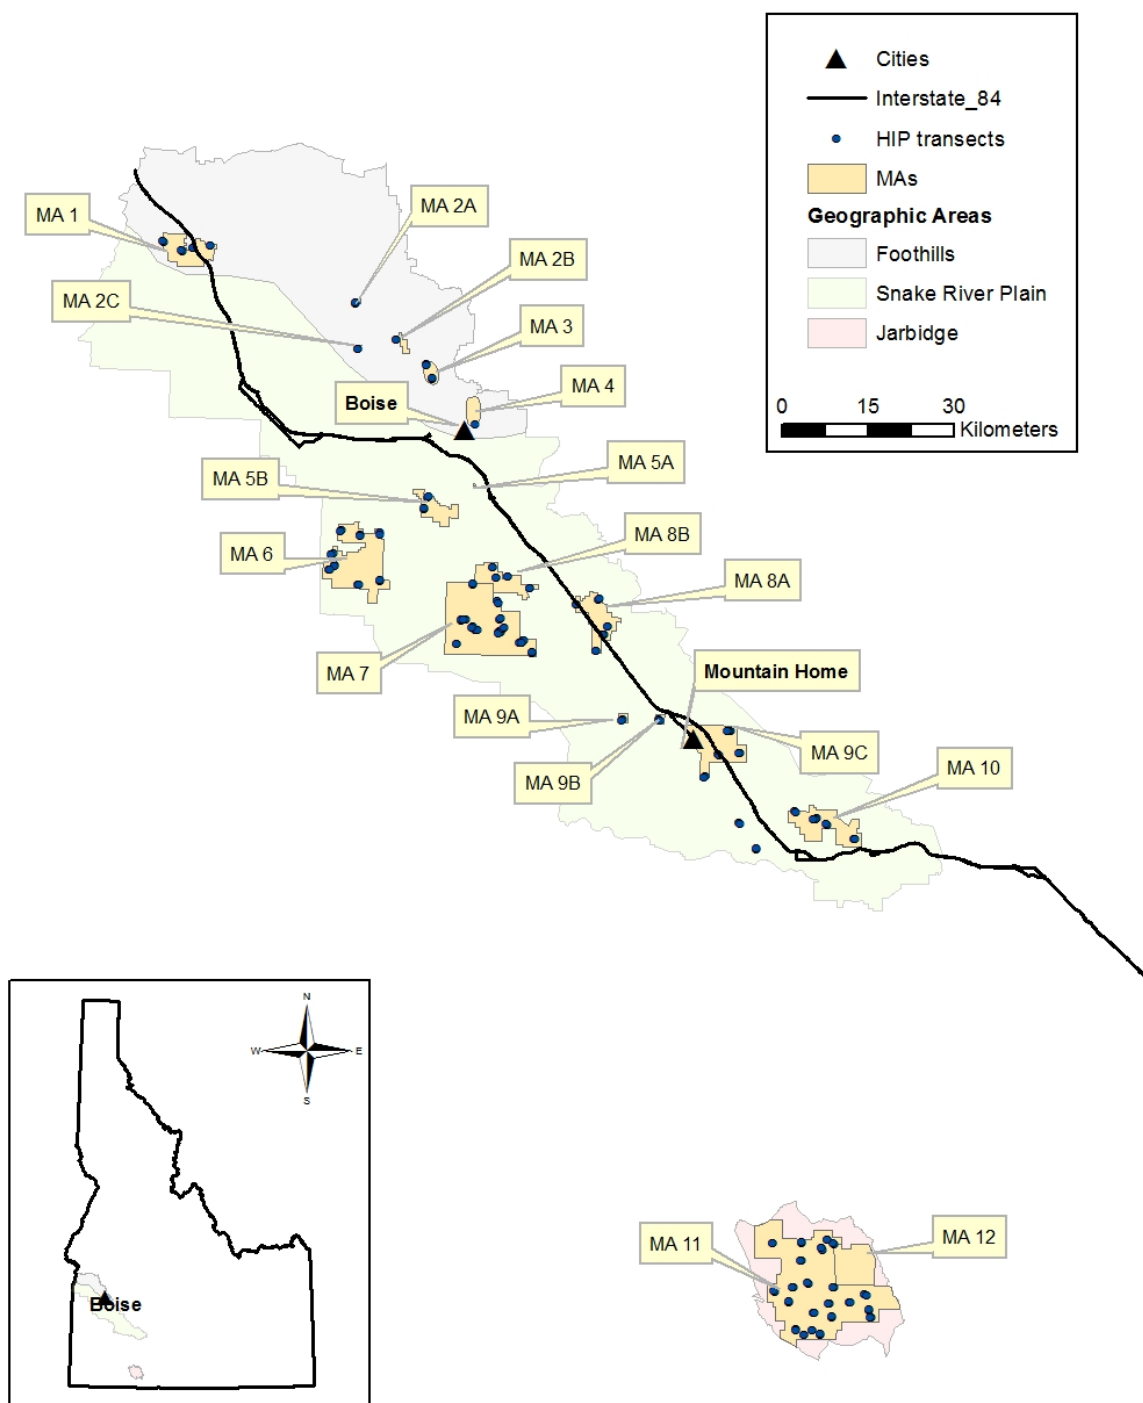 Cities
Interstate_84
HIP transects
MAs
Geographic Areas
Foothills
Snake River Plain
Jarbidge
0 15 30
Kilometers
MA 1
MA 2A
MA 2B
MA 2C
MA 3
MA 4
Boise
MA 5A
MA 5B
MA 6
MA 8B
MA 8A
MA 7
Mountain Home
MA 9A
MA 9B
MA 9C
MA 10
N
W E
S
Boise
MA 11
MA 12